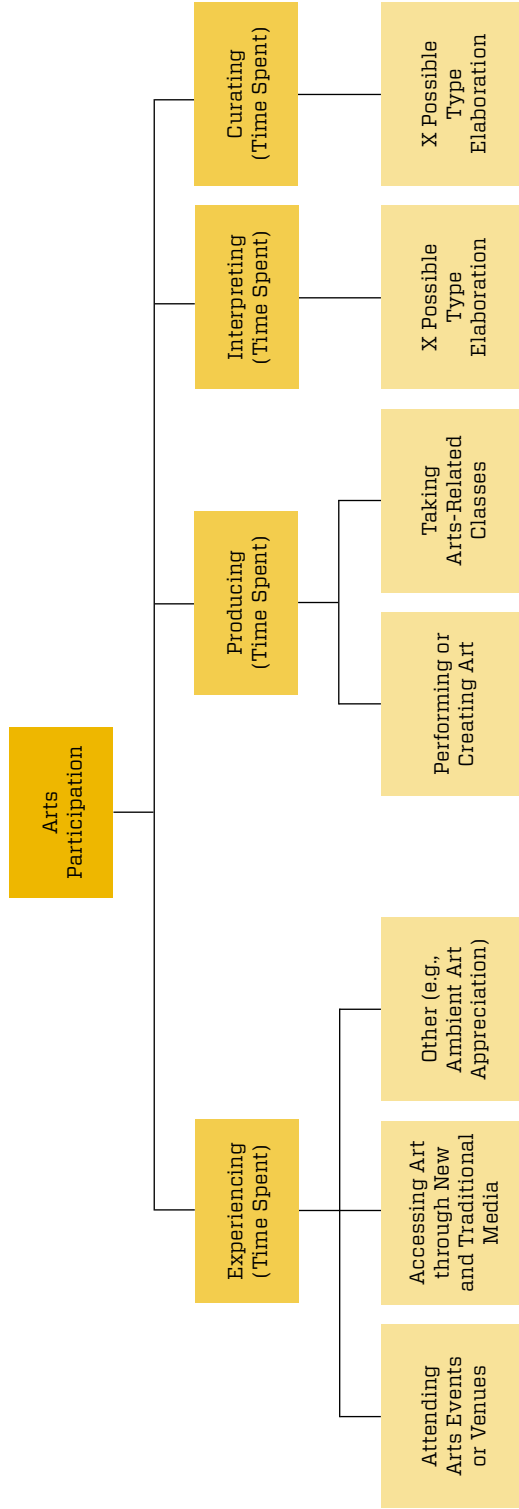 Arts
Participation
Experiencing
(Time Spent)
Producing
(Time Spent)
Interpreting
(Time Spent)
Curating
(Time Spent)
Attending
Arts Events
or Venues
Accessing Art
through New
and Traditional
Media
Other (e.g.,
Ambient Art
Appreciation)
Performing or
Creating Art
Taking
Arts-Related
Classes
X Possible
Type
Elaboration
X Possible
Type
Elaboration